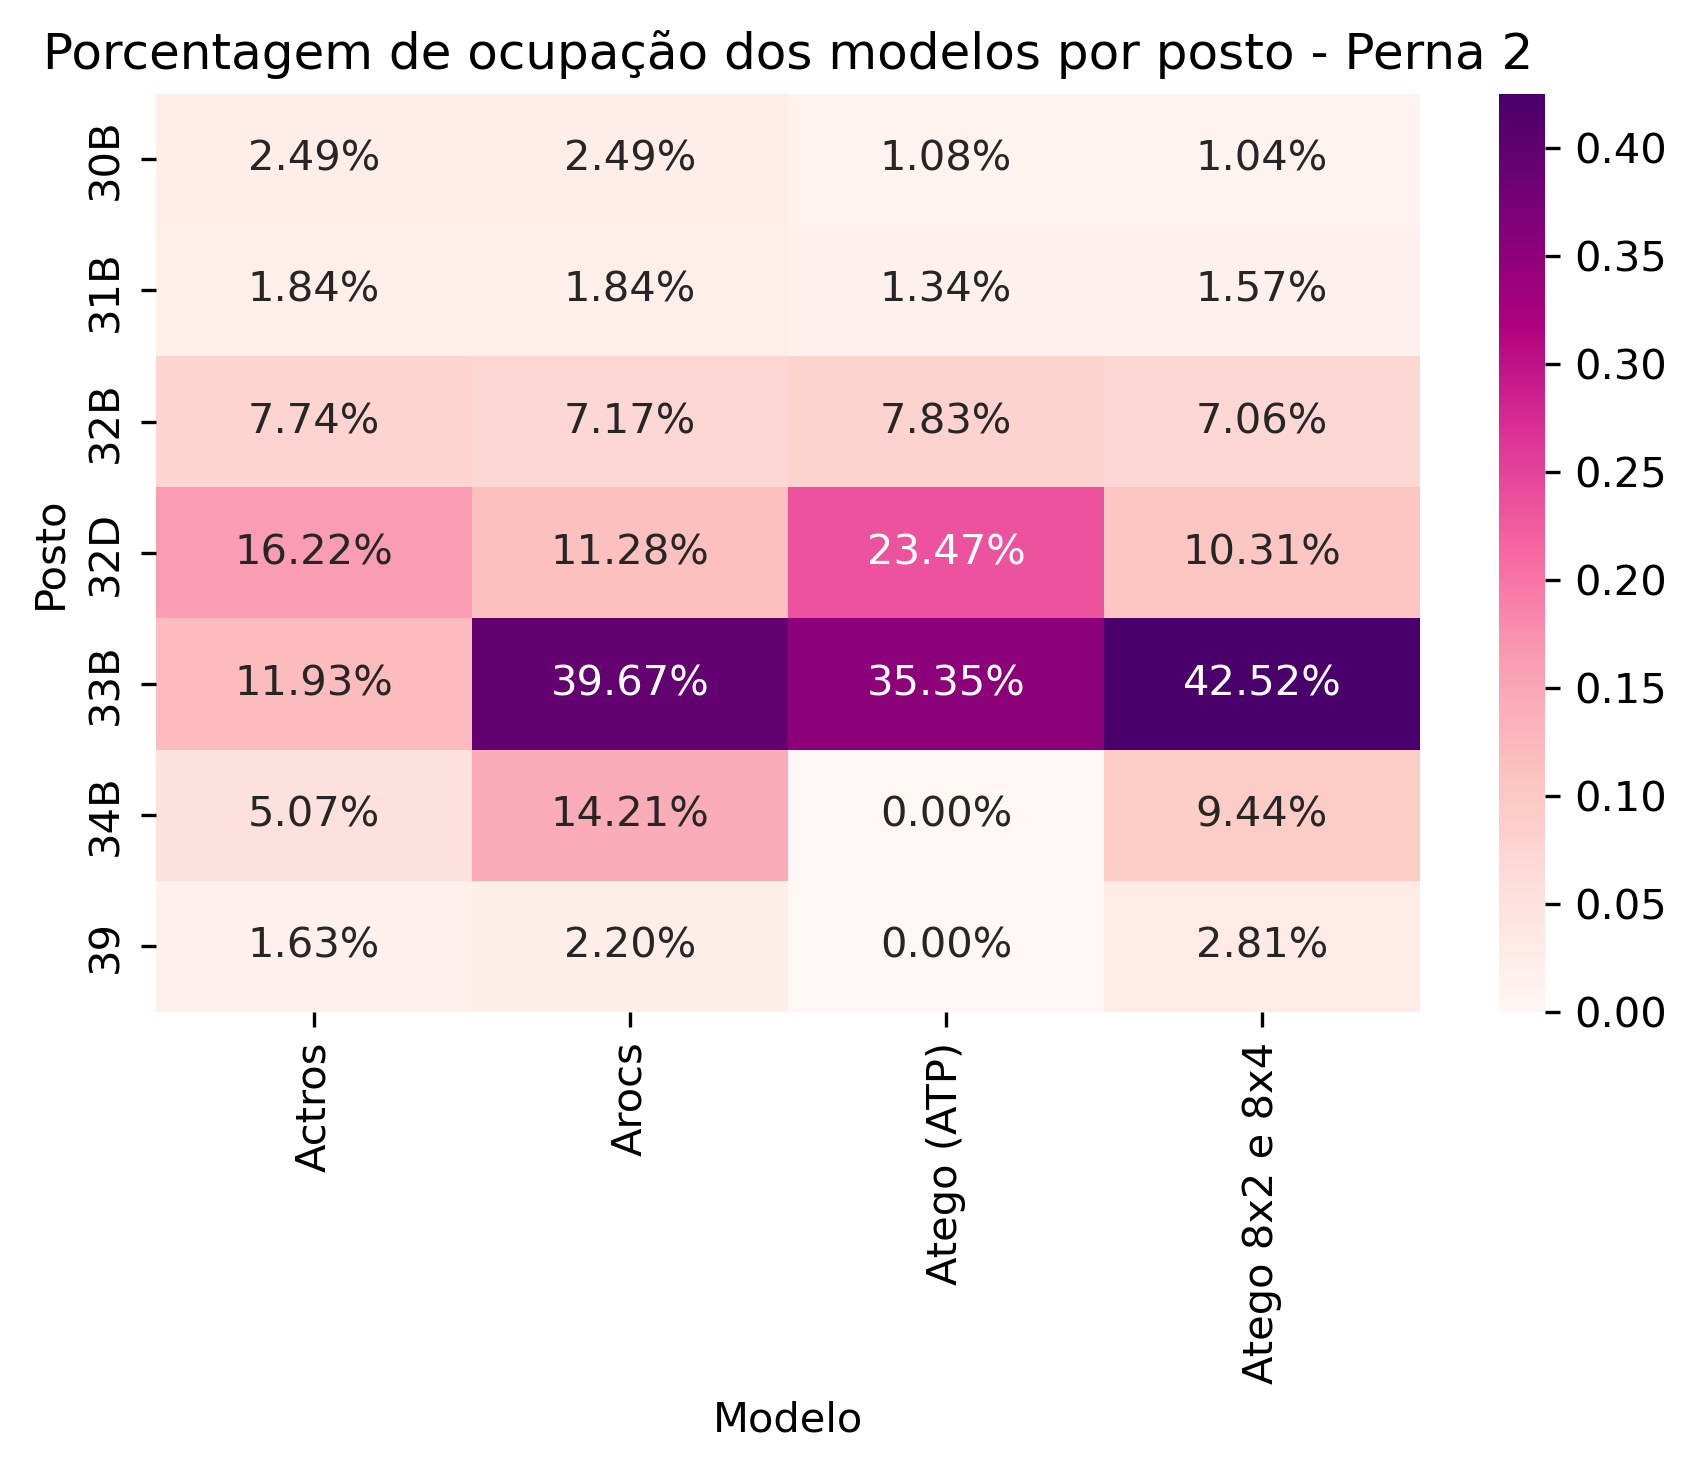 Porcentagem de ocupação dos modelos por posto - Perna 2
Posto
30B 2.49% 2.49% 1.08% 1.04%
31B 1.84% 1.84% 1.34% 1.57%
32B 7.74% 7.17% 7.83% 7.06%
32D 16.22% 11.28% 23.47% 10.31%
33B 11.93% 39.67% 35.35% 42.52%
34B 5.07% 14.21% 0.00% 9.44%
39 1.63% 2.20% 0.00% 2.81%
Actros
Arocs
Atego (ATP)
Atego 8x2 e 8x4
Modelo
0.40
0.35
0.30
0.25
0.20
0.15
0.10
0.05
0.00